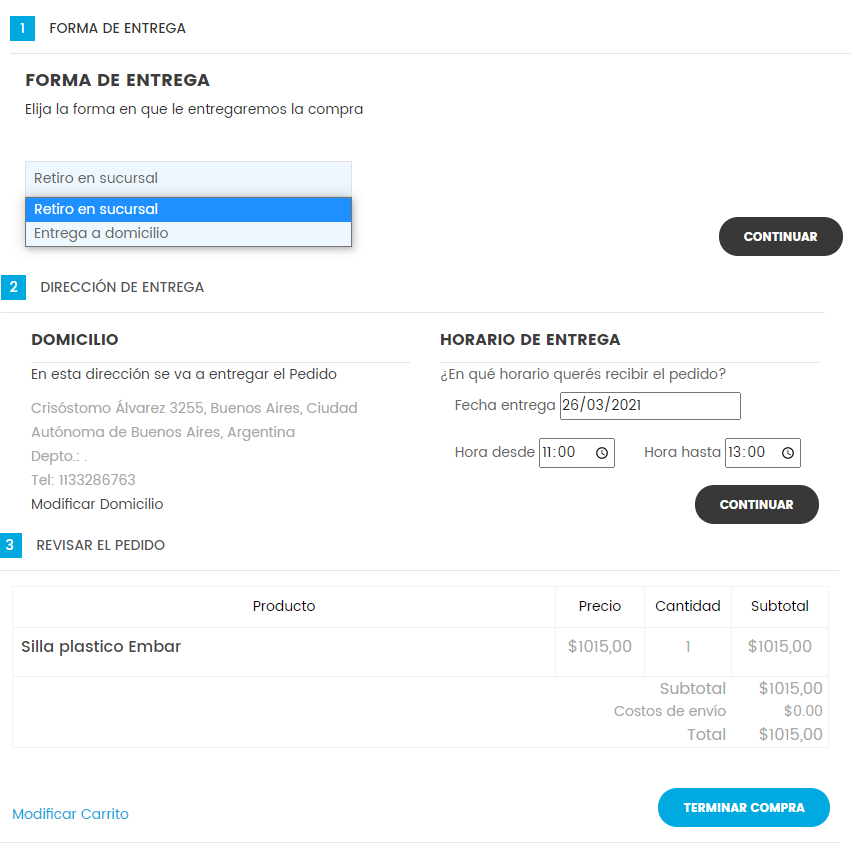 1 FORMA DE ENTREGA
FORMA DE ENTREGA
Elija la forma en que le entregaremos la compra
Retiro en sucursal
Retiro en sucursal
Entrega a domicilio
CONTINUAR
2 DIRECCIÓN DE ENTREGA
DOMICILIO
En esta dirección se va a entregar el Pedido
Crisóstomo Álvarez 3255, Buenos Aires, Ciudad
Autónoma de Buenos Aires, Argentina
Depto.: .
Tel: 1133286763
Modificar Domicilio
HORARIO DE ENTREGA
¿En qué horario querés recibir el pedido?
Fecha entrega 26/03/2021
Hora desde 11:00 Hora hasta 13:00
CONTINUAR
3 REVISAR EL PEDIDO
Producto Precio Cantidad Subtotal
Silla plastico Embar $1015,00 1 $1015,00
Subtotal $1015,00
Costos de envío $0.00
Total $1015,00
Modificar Carrito
TERMINAR COMPRA